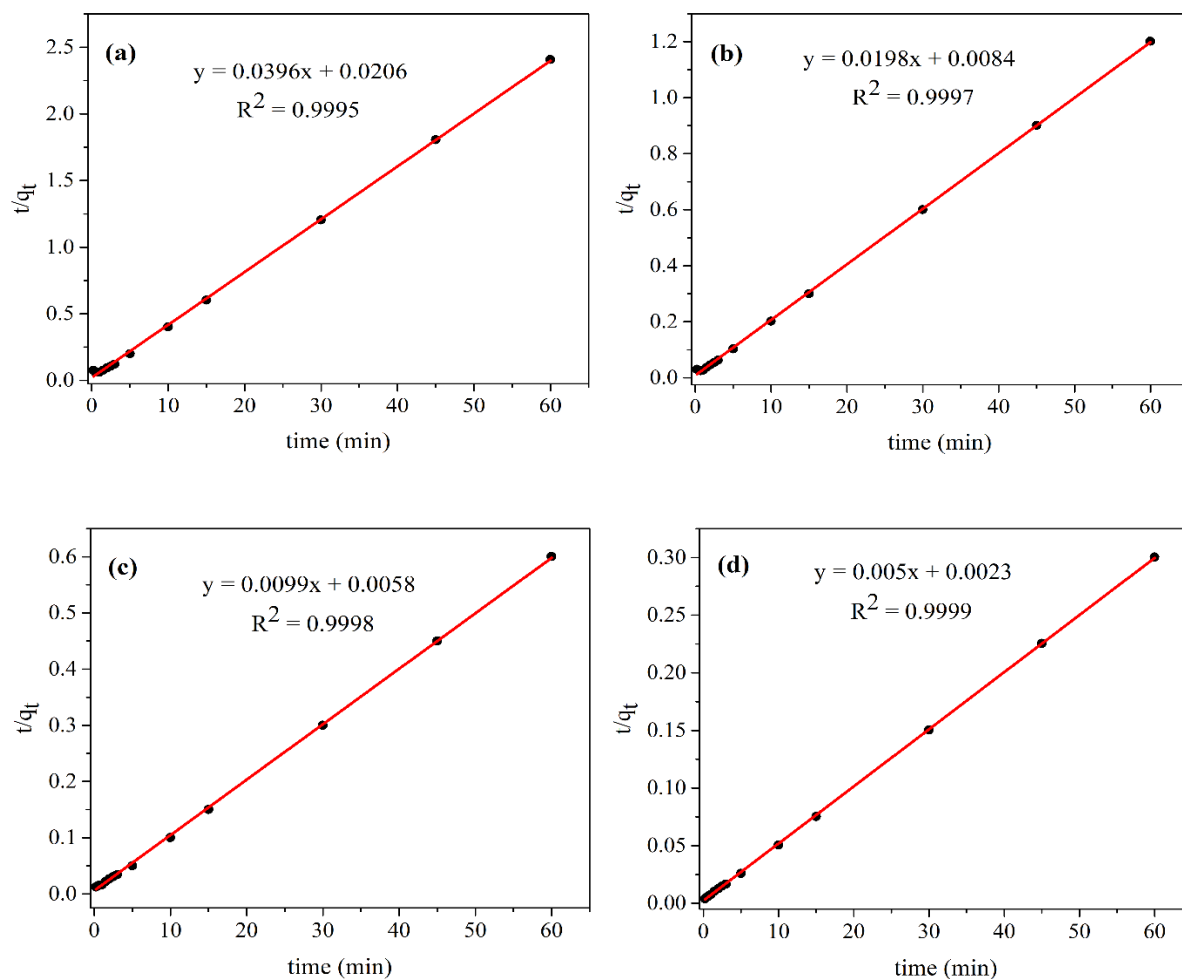 (a)
y = 0.0396x + 0.0206
R² = 0.9995
2.5
2.0
1.5
1.0
0.5
0.0
t/qt
0 10 20 30 40 50 60
time (min)
(b)
y = 0.0198x + 0.0084
R² = 0.9997
1.2
1.0
0.8
0.6
0.4
0.2
0.0
t/qt
0 10 20 30 40 50 60
time (min)
(c)
y = 0.0099x + 0.0058
R² = 0.9998
0.6
0.5
0.4
0.3
0.2
0.1
0.0
t/qt
0 10 20 30 40 50 60
time (min)
(d)
y = 0.005x + 0.0023
R² = 0.9999
0.30
0.25
0.20
0.15
0.10
0.05
0.00
t/qt
0 10 20 30 40 50 60
time (min)